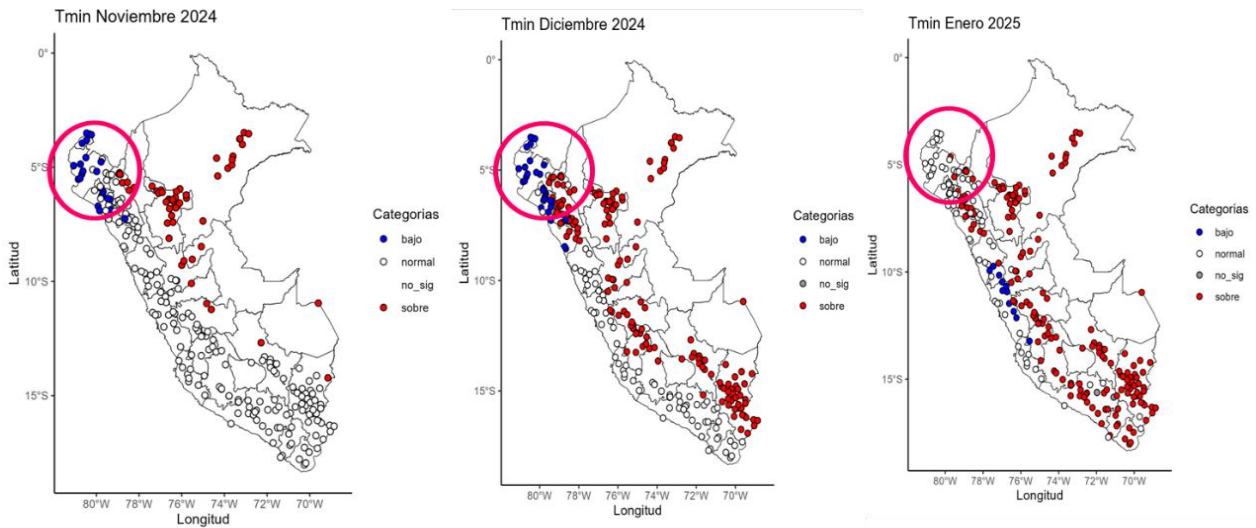 Tmin Noviembre 2024
0°
5°S
10°S
15°S
Latitud
80°W 76°W 72°W 70°W
Longitud
Categorias
bajo
normal
no_sig
sobre
Tmin Diciembre 2024
0°
5°S
10°S
15°S
Latitud
80°W 78°W 76°W 74°W 72°W 70°W
Longitud
Categorias
bajo
normal
no_sig
sobre
Tmin Enero 2025
0°
5°S
10°S
15°S
Latitud
80°W 78°W 76°W 74°W 72°W 70°W
Longitud
Categorias
bajo
normal
no_sig
sobre